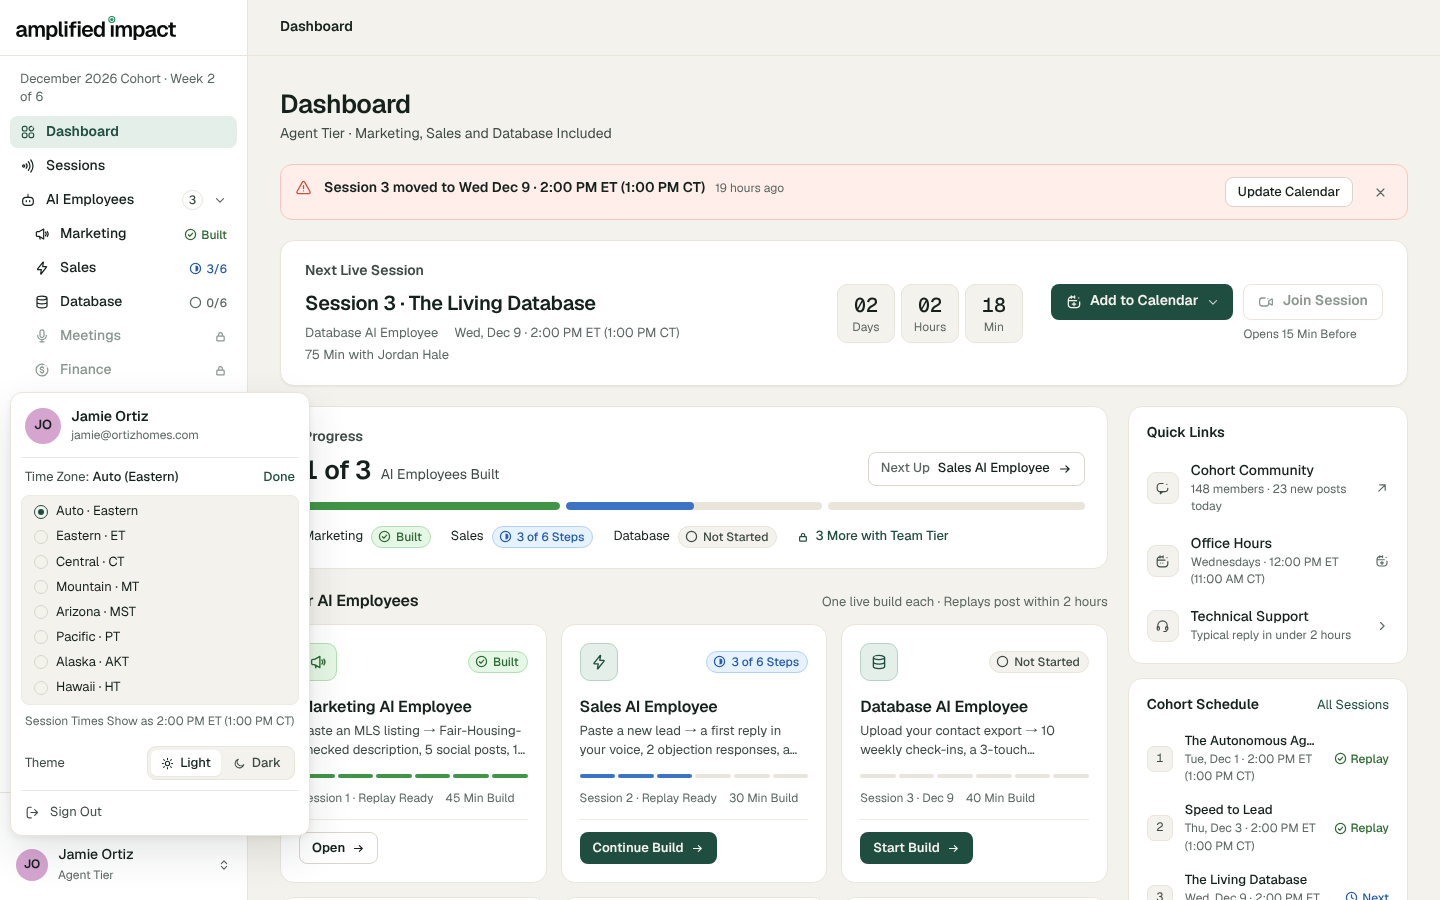 amplified impact
December 2026 Cohort · Week 2
of 6
Dashboard
Sessions
AI Employees 3
Marketing Built
Sales 3/6
Database 0/6
Meetings
Finance
JO Jamie Ortiz
jamie@ortizhomes.com
Time Zone: Auto (Eastern) Done
Auto · Eastern
Eastern · ET
Central · CT
Mountain · MT
Arizona · MST
Pacific · PT
Alaska · AKT
Hawaii · HT
Session Times Show as 2:00 PM ET (1:00 PM CT)
Theme Light Dark
Sign Out
JO Jamie Ortiz
Agent Tier
Dashboard
Dashboard
Agent Tier · Marketing, Sales and Database Included
Session 3 moved to Wed Dec 9 · 2:00 PM ET (1:00 PM CT) 19 hours ago
Update Calendar
Next Live Session
Session 3 · The Living Database
Database AI Employee Wed, Dec 9 · 2:00 PM ET (1:00 PM CT)
75 Min with Jordan Hale
02 Days
02 Hours
18 Min
Add to Calendar
Join Session
Opens 15 Min Before
Progress
1 of 3 AI Employees Built
Next Up Sales AI Employee →
Marketing Built Sales 3 of 6 Steps Database Not Started 3 More with Team Tier
r AI Employees
One live build each · Replays post within 2 hours
Built
Marketing AI Employee
aste an MLS listing → Fair-Housing-
hecked description, 5 social posts, 1...
ession 1 · Replay Ready 45 Min Build
Open →
3 of 6 Steps
Sales AI Employee
Paste a new lead → a first reply in
your voice, 2 objection responses, a...
Session 2 · Replay Ready 30 Min Build
Continue Build →
Not Started
Database AI Employee
Upload your contact export → 10
weekly check-ins, a 3-touch...
Session 3 · Dec 9 40 Min Build
Start Build →
Quick Links
Cohort Community
148 members · 23 new posts
today
Office Hours
Wednesdays · 12:00 PM ET
(11:00 AM CT)
Technical Support
Typical reply in under 2 hours
Cohort Schedule All Sessions
1 The Autonomous Ag...
Tue, Dec 1 · 2:00 PM ET
(1:00 PM CT)
Replay
2 Speed to Lead
Thu, Dec 3 · 2:00 PM ET
(1:00 PM CT)
Replay
3 The Living Database
Wed, Dec 9 · 2:00 PM ET
Next